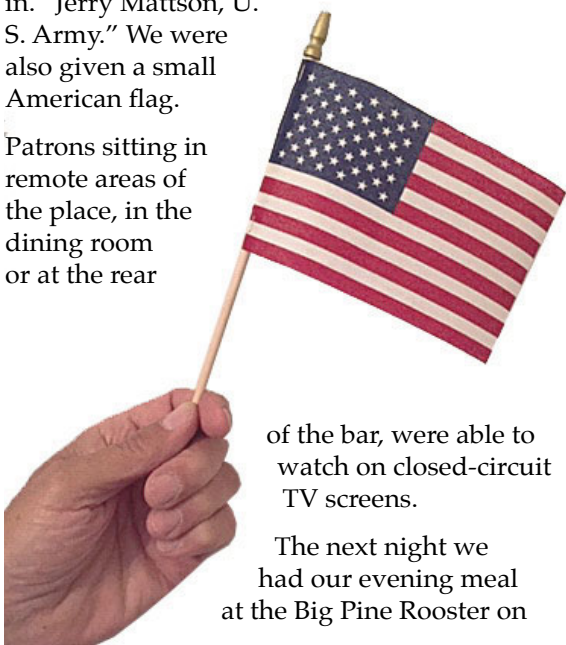 in. “Jerry Mattson, U.
S. Army.” We were
also given a small
American flag.
Patrons sitting in
remote areas of
the place, in the
dining room
or at the rear
of the bar, were able to
watch on closed-circuit
TV screens.
The next night we
had our evening meal
at the Big Pine Rooster on